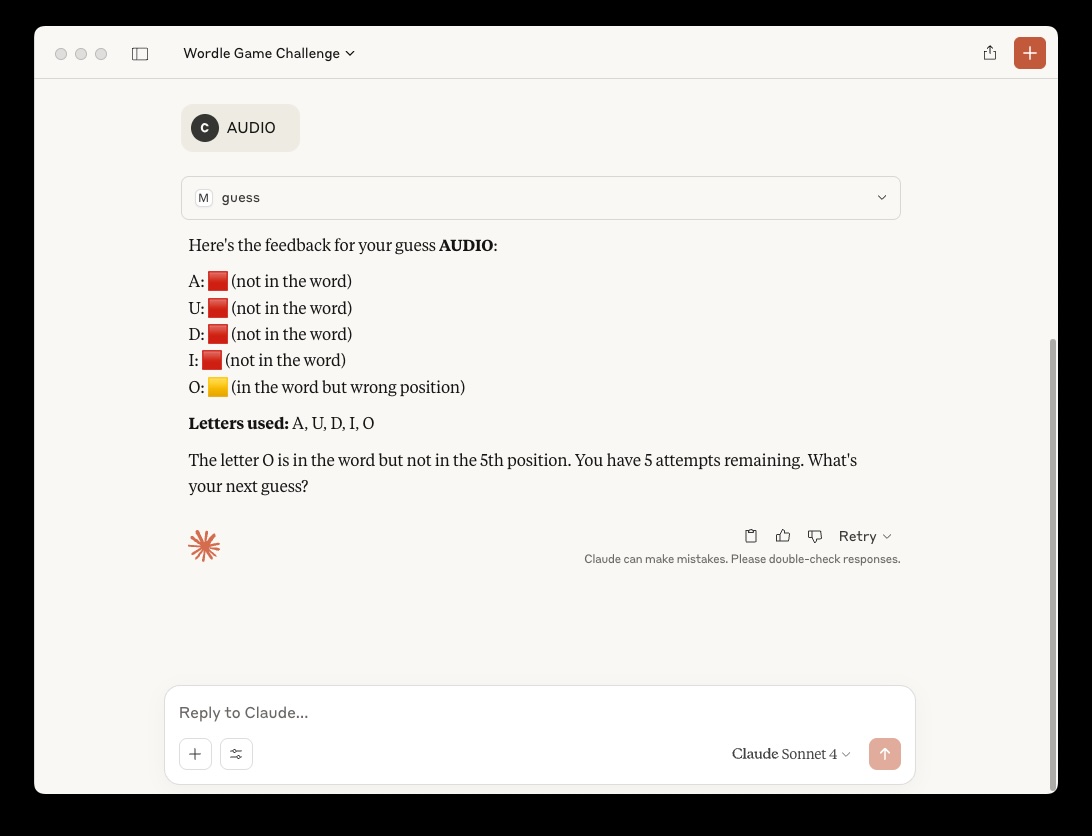 Wordle Game Challenge
C AUDIO
M guess
Here's the feedback for your guess AUDIO:
A: 🟥 (not in the word)
U: 🟥 (not in the word)
D: 🟥 (not in the word)
I: 🟥 (not in the word)
O: 🟨 (in the word but wrong position)
Letters used: A, U, D, I, O
The letter O is in the word but not in the 5th position. You have 5 attempts remaining. What's
your next guess?
Retry
Claude can make mistakes. Please double-check responses.
Reply to Claude...
Claude Sonnet 4